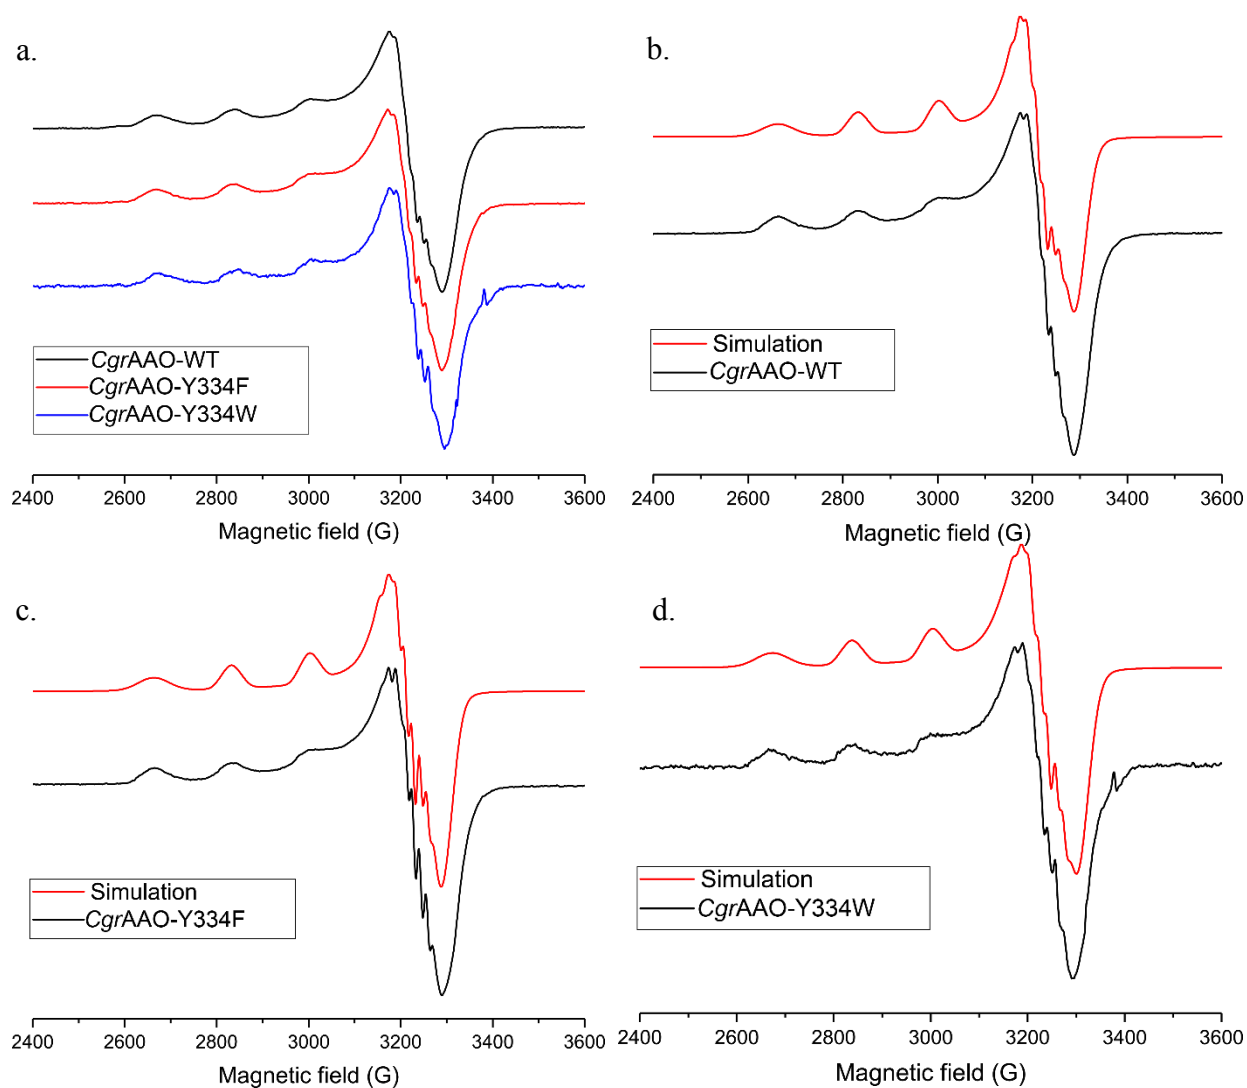 a.
CgrAAO-WT
CgrAAO-Y334F
CgrAAO-Y334W
2400 2600 2800 3000 3200 3400 3600
Magnetic field (G)
b.
Simulation
CgrAAO-WT
2400 2600 2800 3000 3200 3400 3600
Magnetic field (G)
c.
Simulation
CgrAAO-Y334F
2400 2600 2800 3000 3200 3400 3600
Magnetic field (G)
d.
Simulation
CgrAAO-Y334W
2400 2600 2800 3000 3200 3400 3600
Magnetic field (G)